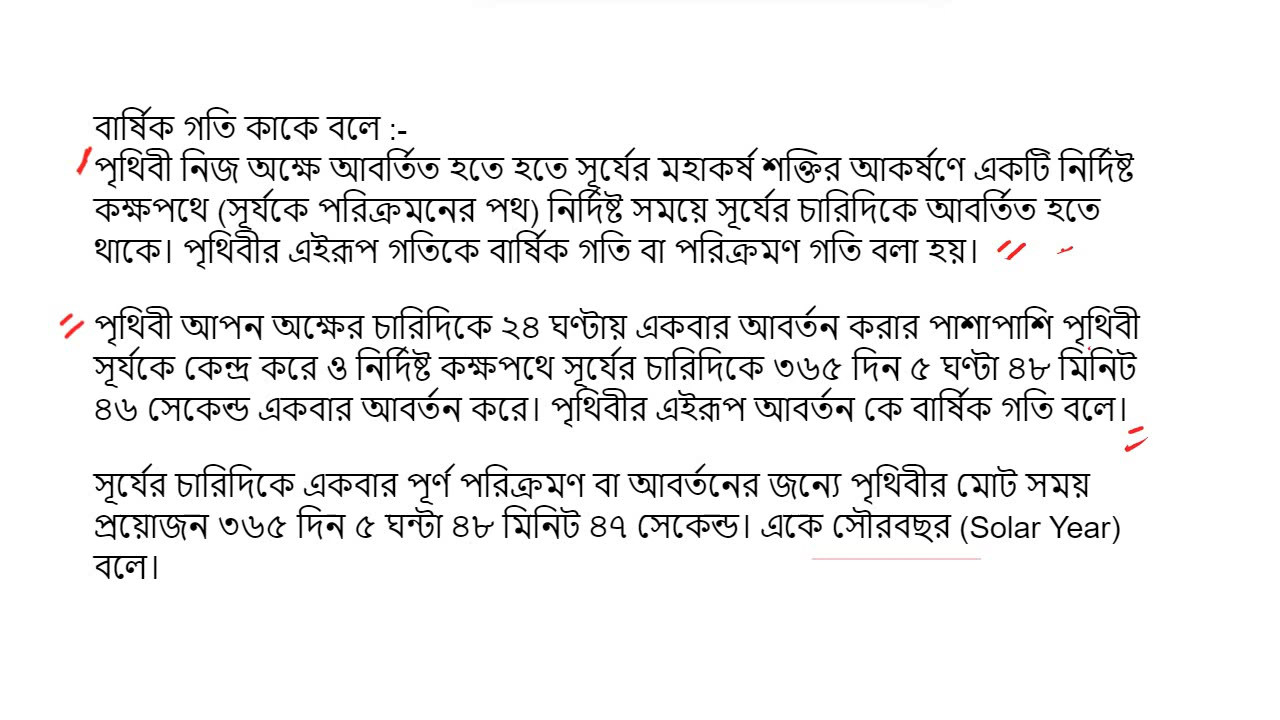 বার্ষিক গতি কাকে বলে :-
পৃথিবী নিজ অক্ষে আবর্তিত হতে হতে সূর্যের মহাকর্ষ শক্তির আকর্ষণে একটি নির্দিষ্ট
কক্ষপথে (সূর্যকে পরিক্রমনের পথ) নির্দিষ্ট সময়ে সূর্যের চারিদিকে আবর্তিত হতে
থাকে। পৃথিবীর এইরূপ গতিকে বার্ষিক গতি বা পরিক্রমণ গতি বলা হয়।
পৃথিবী আপন অক্ষের চারিদিকে ২৪ ঘণ্টায় একবার আবর্তন করার পাশাপাশি পৃথিবী
সূর্যকে কেন্দ্র করে ও নির্দিষ্ট কক্ষপথে সূর্যের চারিদিকে ৩৬৫ দিন ৫ ঘণ্টা ৪৮ মিনিট
৪৬ সেকেন্ড একবার আবর্তন করে। পৃথিবীর এইরূপ আবর্তন কে বার্ষিক গতি বলে।
সূর্যের চারিদিকে একবার পূর্ণ পরিক্রমণ বা আবর্তনের জন্যে পৃথিবীর মোট সময়
প্রয়োজন ৩৬৫ দিন ৫ ঘন্টা ৪৮ মিনিট ৪৭ সেকেন্ড। একে সৌরবছর (Solar Year)
বলে।